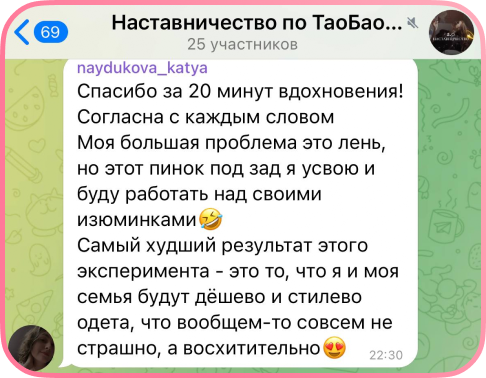 69
Наставничество по ТаоБао...
25 участников
naydukova_katya
Спасибо за 20 минут вдохновения!
Согласна с каждым словом
Моя большая проблема это лень,
но этот пинок под зад я усвою и
буду работать над своими
изюминками🤣
Самый худший результат этого
эксперимента - это то, что я и моя
семья будут дёшево и стилево
одета, что вообщем-то совсем не
страшно, а восхитительно😍
22:30